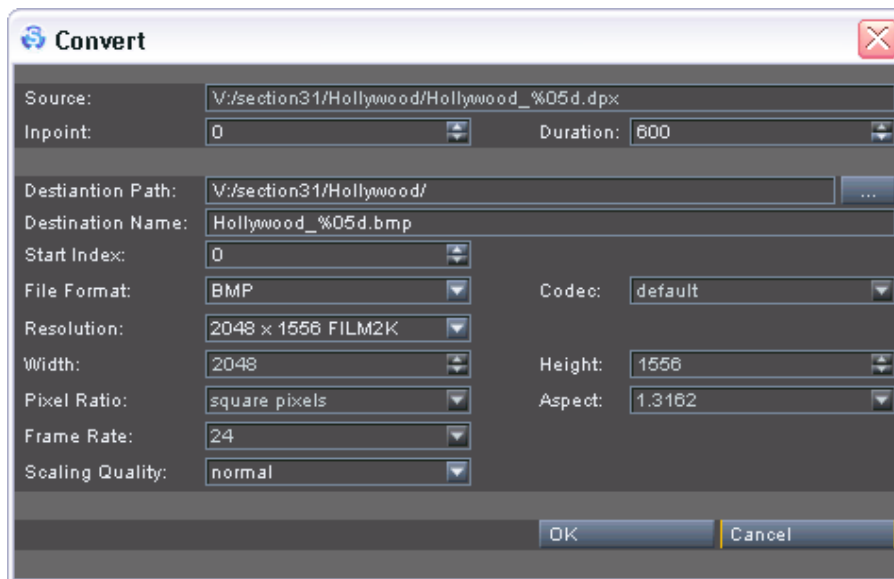 Convert
Source: V:/section31/Hollywood/Hollywood_%05d.dpx
Inpoint: 0 Duration: 600
Destiantion Path: V:/section31/Hollywood/ ...
Destination Name: Hollywood_%05d.bmp
Start Index: 0
File Format: BMP Codec: default
Resolution: 2048 x 1556 FILM2K
Width: 2048 Height: 1556
Pixel Ratio: square pixels Aspect: 1.3162
Frame Rate: 24
Scaling Quality: normal
OK Cancel